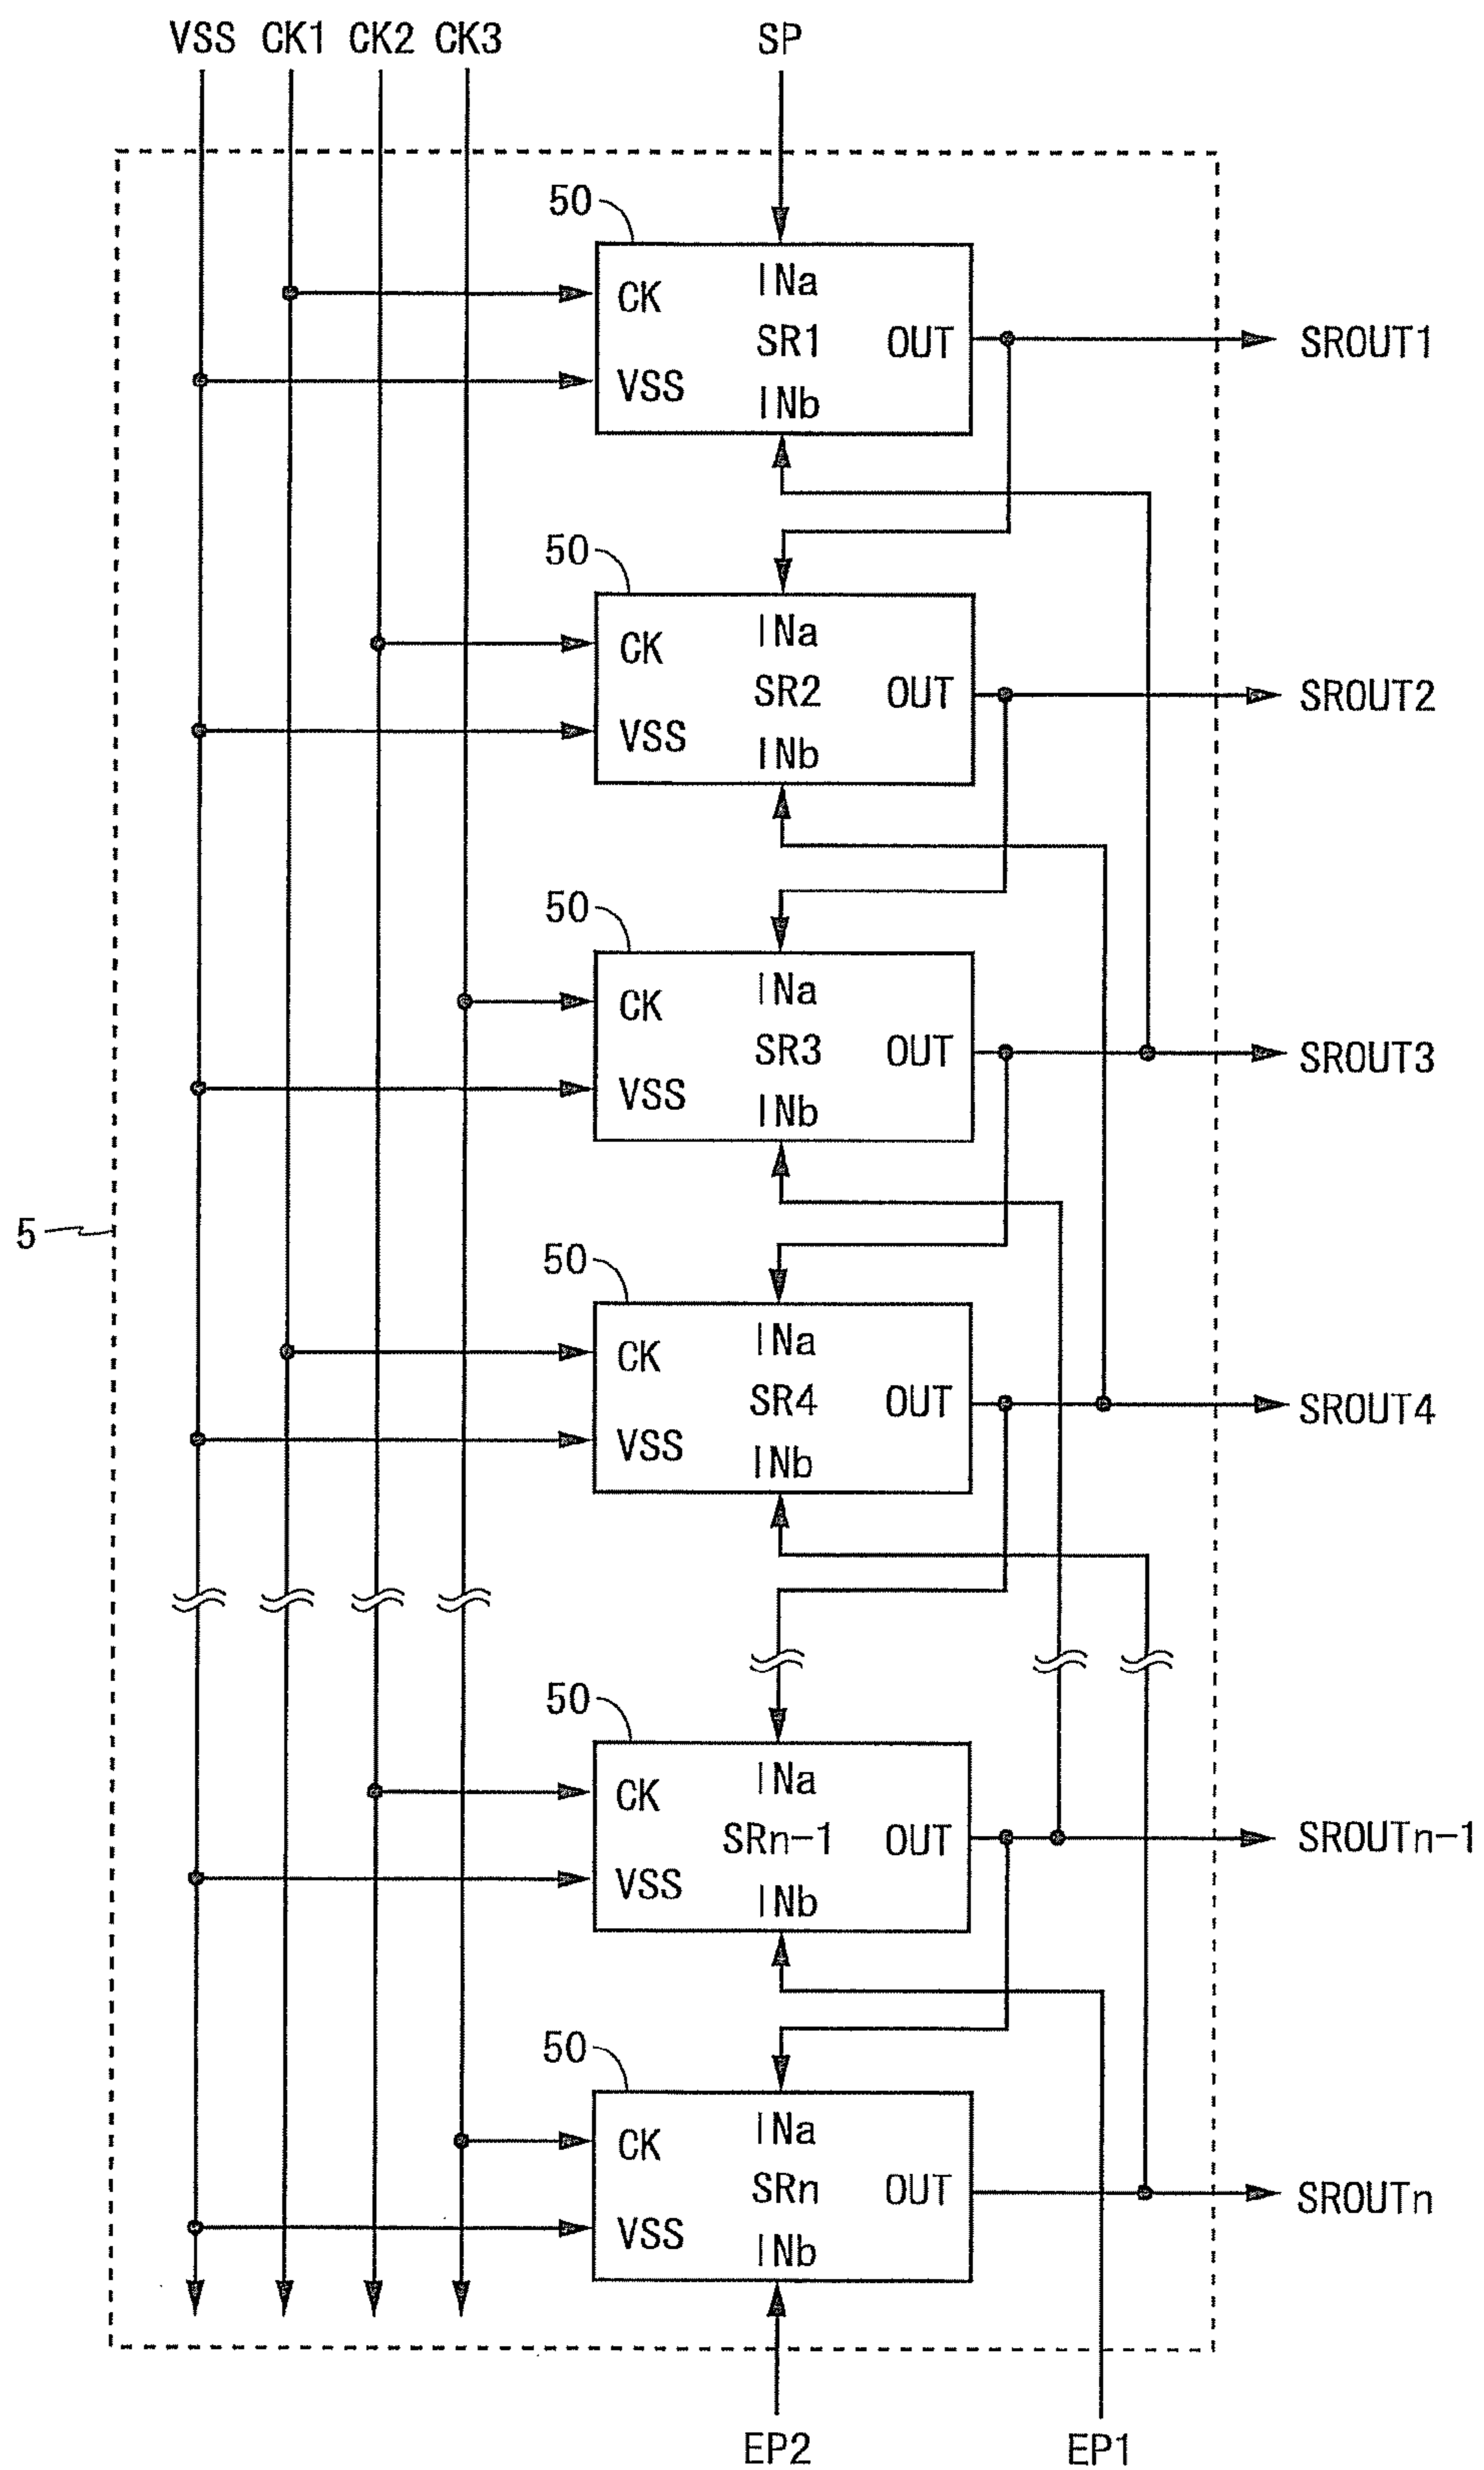 VSS CK1 CK2 CK3 SP
50
CK INa
SR1 OUT SROUT1
VSS INb
50
CK INa
SR2 OUT SROUT2
VSS INb
50
CK INa
SR3 OUT SROUT3
VSS INb
5
50
CK INa
SR4 OUT SROUT4
VSS INb
50
CK INa
SRn-1 OUT SROUTn-1
VSS INb
50
CK INa
SRn OUT SROUTn
VSS INb
EP2 EP1